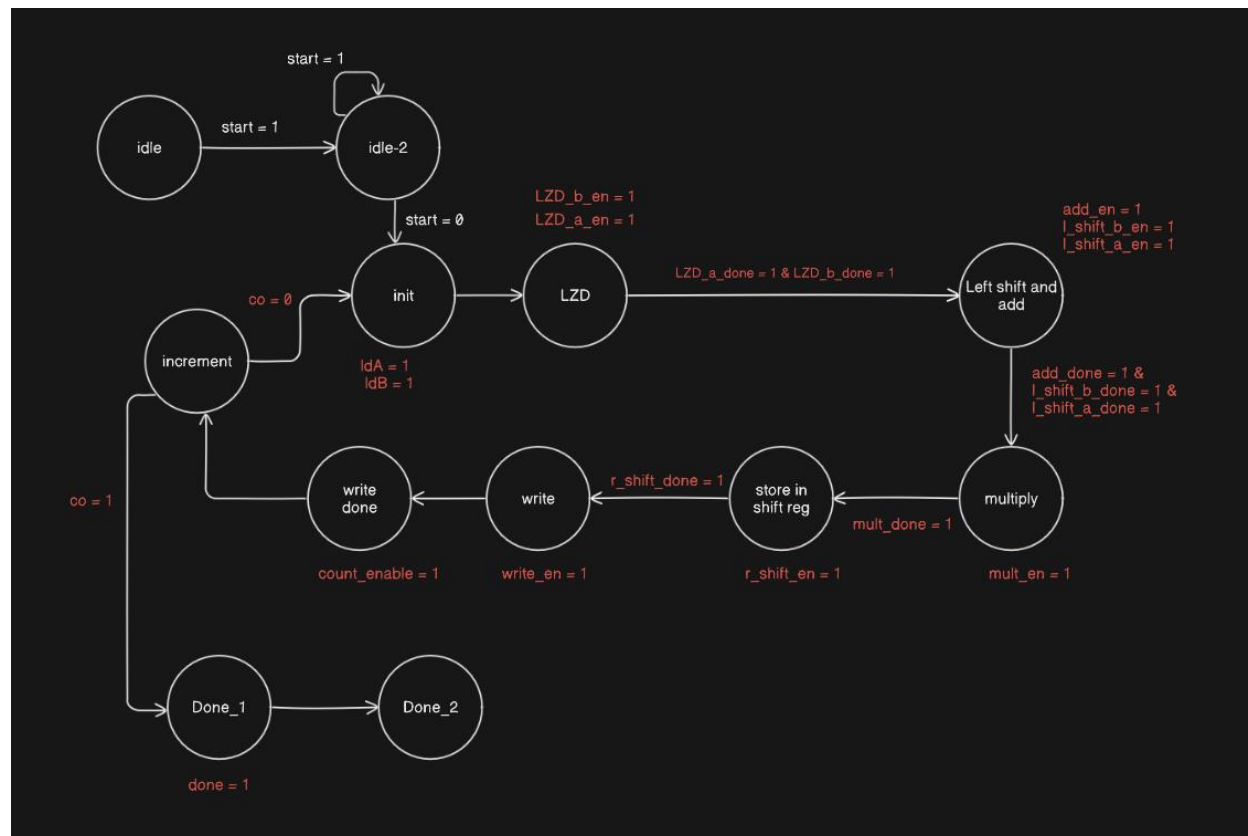 start = 1
idle
start = 1
idle-2
start = 0
LZD_b_en = 1
LZD_a_en = 1
add_en = 1
l_shift_b_en = 1
l_shift_a_en = 1
co = 0
init
LZD
LZD_a_done = 1 & LZD_b_done = 1
Left shift and
add
increment
ldA = 1
ldB = 1
add_done = 1 &
l_shift_b_done = 1 &
l_shift_a_done = 1
co = 1
write
done
write
r_shift_done = 1
store in
shift reg
mult_done = 1
multiply
count_enable = 1
write_en = 1
r_shift_en = 1
mult_en = 1
Done_1
Done_2
done = 1